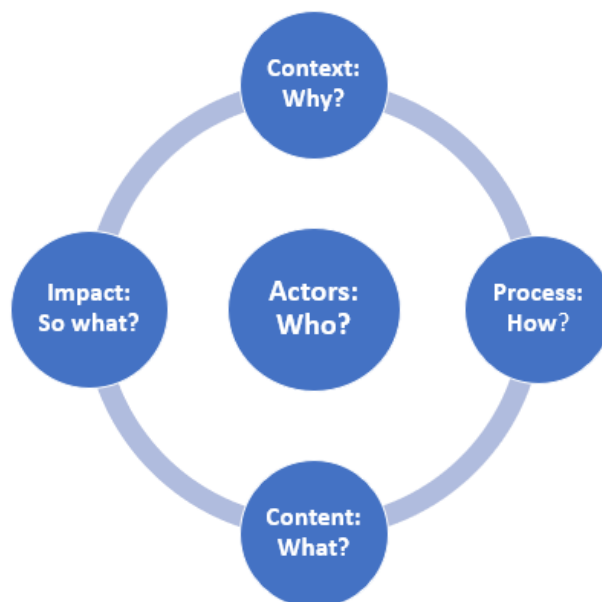 Context:
Why?
Impact:
So what?
Actors:
Who?
Process:
How?
Content:
What?